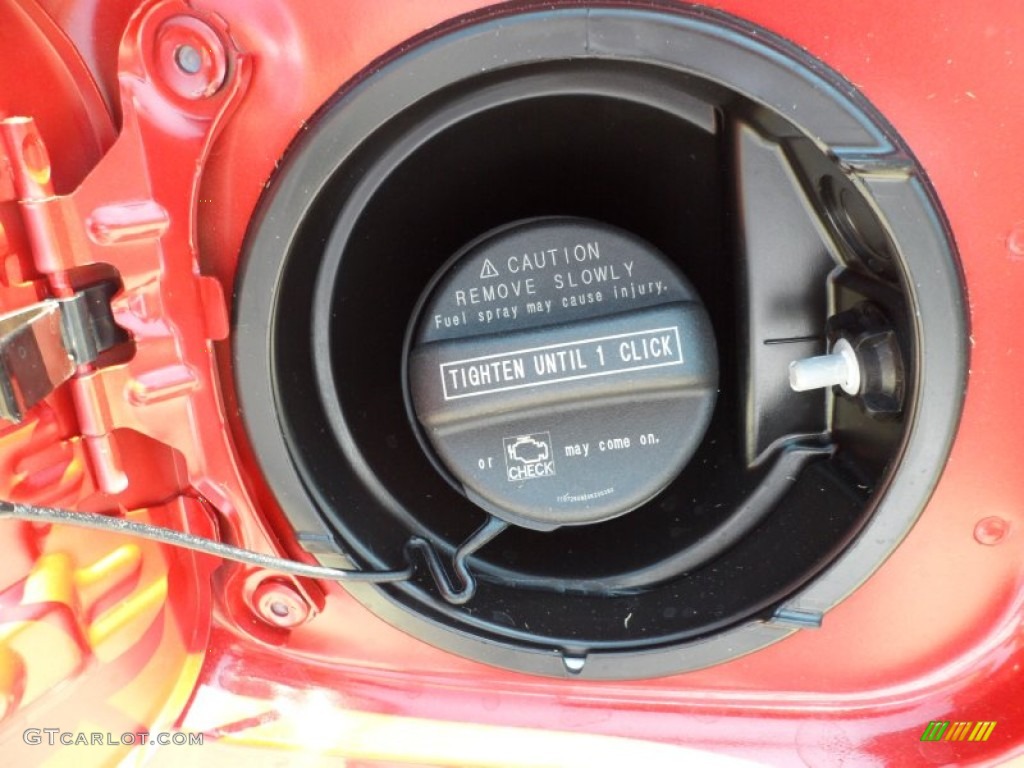 ⚠ CAUTION
REMOVE SLOWLY
Fuel spray may cause injury.
TIGHTEN UNTIL 1 CLICK
or CHECK may come on.
GTCARLOT.COM